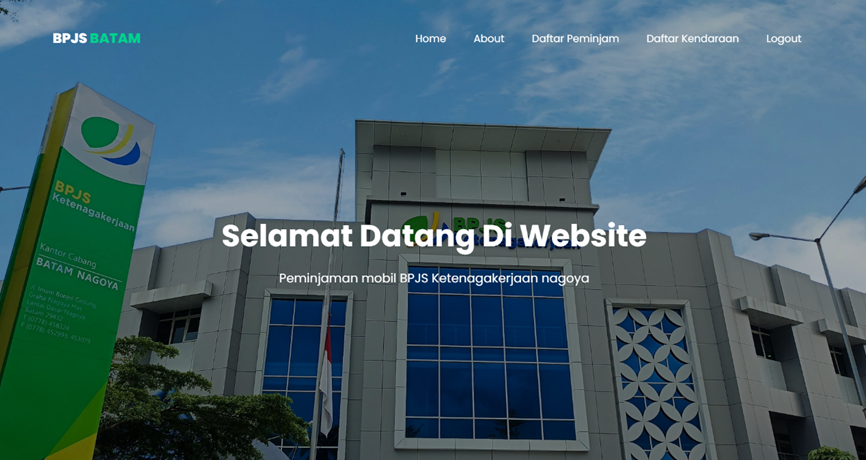 BPJS BATAM
Home
About
Daftar Peminjam
Daftar Kendaraan
Logout
BPJS
Ketenagakerjaan
Kantor Cabang
BATAM NAGOYA
BPJS
Selamat Datang Di Website
Peminjaman mobil BPJS Ketenagakerjaan nagoya